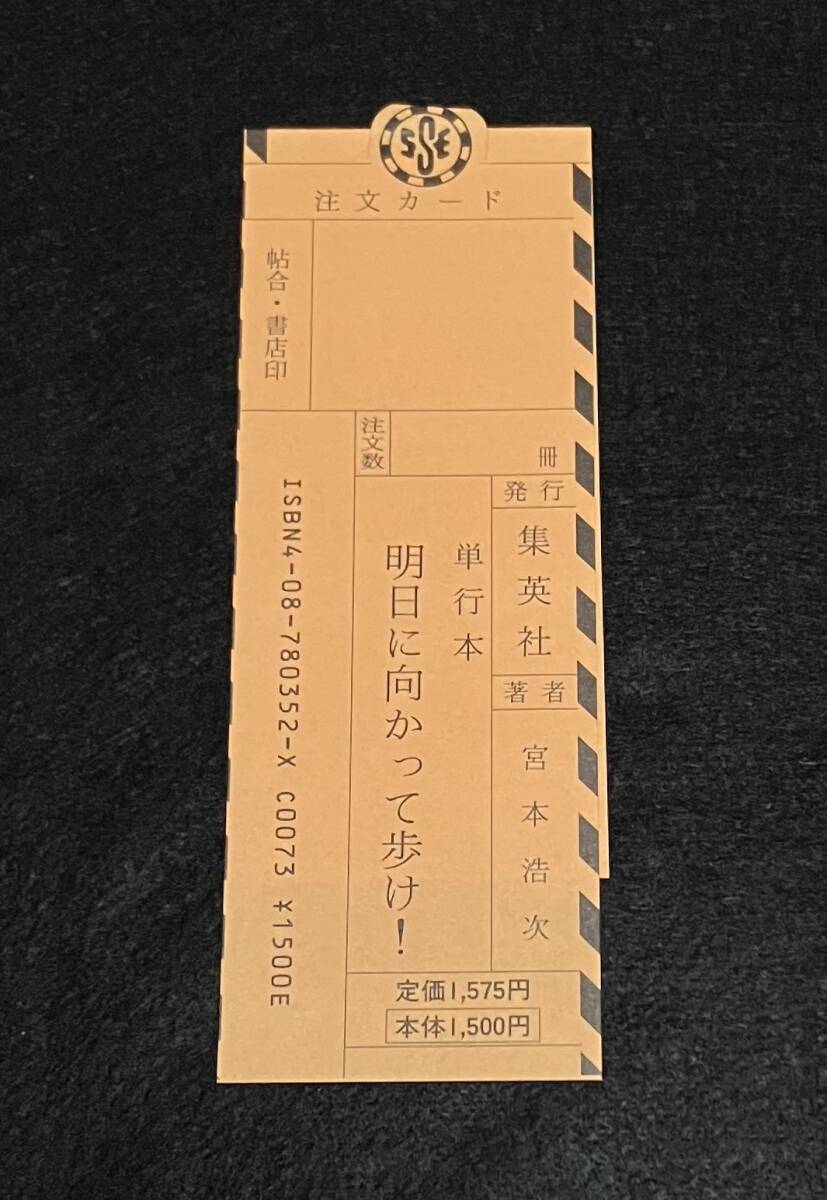 SSE
注文カード
帖合・書店印
注文数
冊
発行
集英社
著者
宮本浩次
単行本
明日に向かって歩け!
ISBN4-08-780352-X C0073 ¥1500E
定価1,575円
本体1,500円